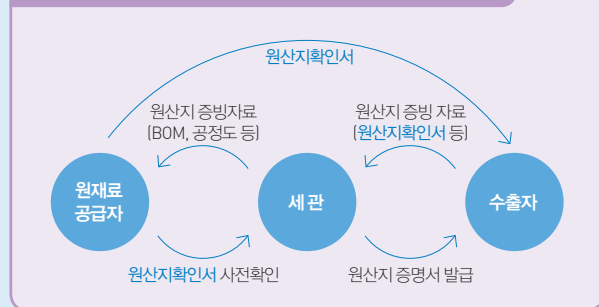 원산지확인서
원산지 증빙자료
(BOM, 공정도 등)
원산지 증빙 자료
(원산지확인서 등)
원재료
공급자
세관
수출자
원산지확인서 사전확인
원산지 증명서 발급